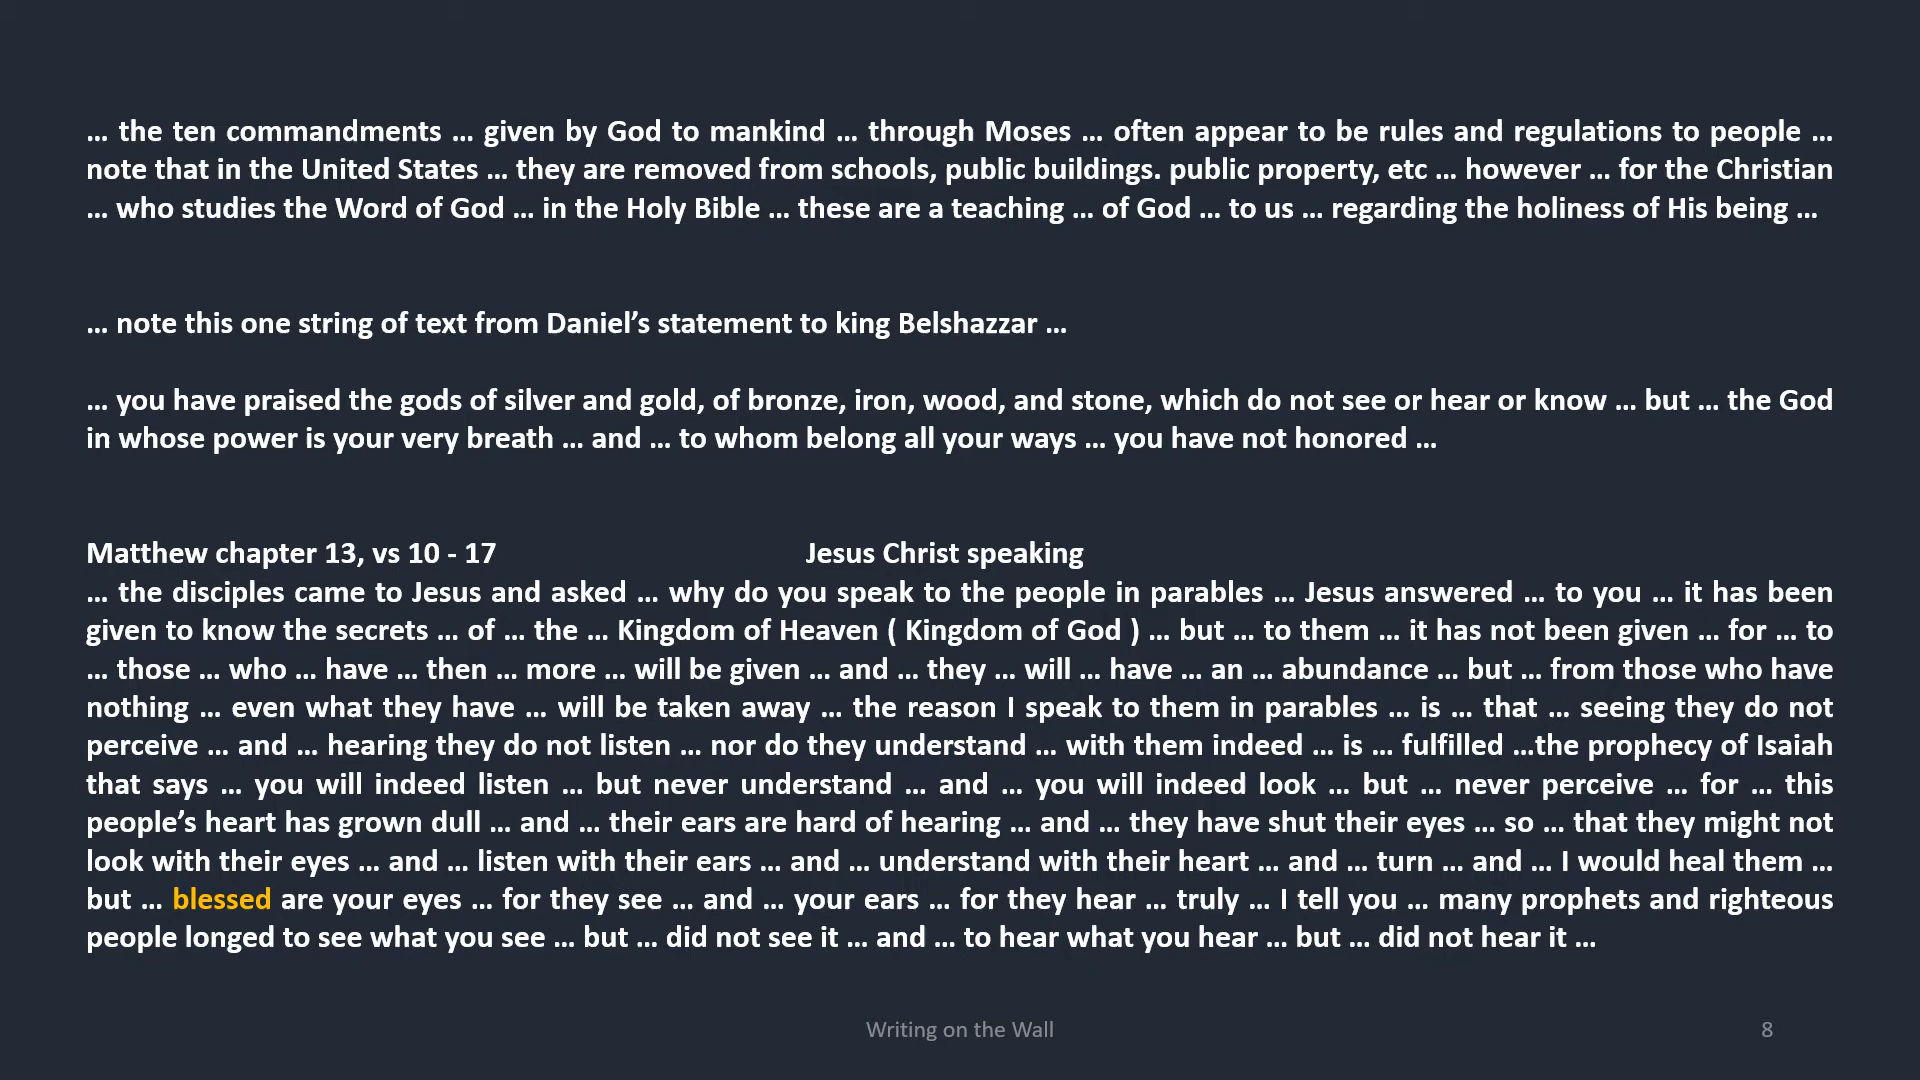 … the ten commandments … given by God to mankind … through Moses … often appear to be rules and regulations to people …
note that in the United States … they are removed from schools, public buildings. public property, etc … however … for the Christian
… who studies the Word of God … in the Holy Bible … these are a teaching … of God … to us … regarding the holiness of His being …
… note this one string of text from Daniel’s statement to king Belshazzar …
… you have praised the gods of silver and gold, of bronze, iron, wood, and stone, which do not see or hear or know … but … the God
in whose power is your very breath … and … to whom belong all your ways … you have not honored …
Matthew chapter 13, vs 10 - 17 Jesus Christ speaking
… the disciples came to Jesus and asked … why do you speak to the people in parables … Jesus answered … to you … it has been
given to know the secrets … of … the … Kingdom of Heaven ( Kingdom of God ) … but … to them … it has not been given … for … to
… those … who … have … then … more … will be given … and … they … will … have … an … abundance … but … from those who have
nothing … even what they have … will be taken away … the reason I speak to them in parables … is … that … seeing they do not
perceive … and … hearing they do not listen … nor do they understand … with them indeed … is … fulfilled …the prophecy of Isaiah
that says … you will indeed listen … but never understand … and … you will indeed look … but … never perceive … for … this
people’s heart has grown dull … and … their ears are hard of hearing … and … they have shut their eyes … so … that they might not
look with their eyes … and … listen with their ears … and … understand with their heart … and … turn … and … I would heal them …
but … blessed are your eyes … for they see … and … your ears … for they hear … truly … I tell you … many prophets and righteous
people longed to see what you see … but … did not see it … and … to hear what you hear … but … did not hear it …
Writing on the Wall 8